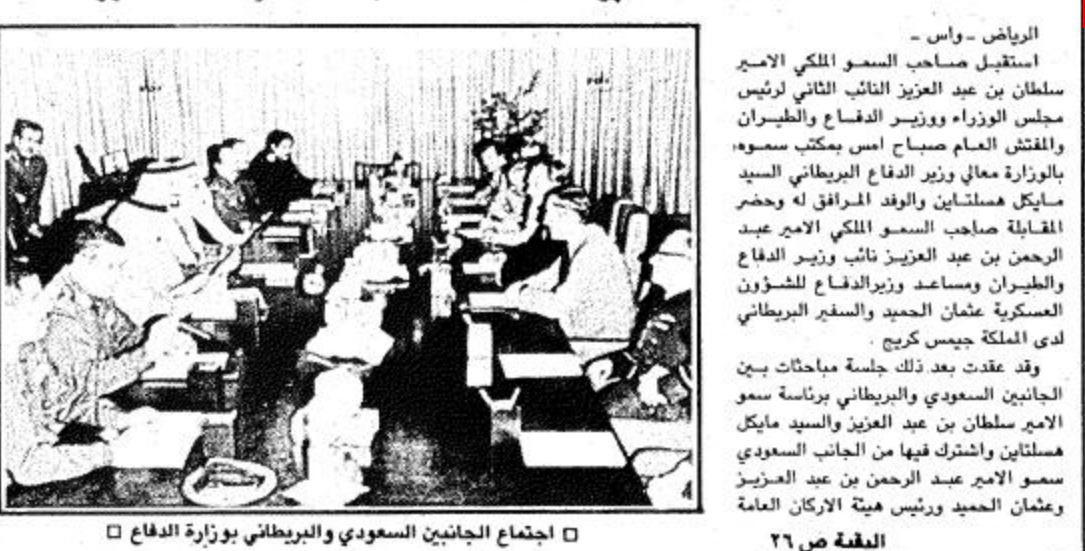 الرياض - واس -
استقبل صاحب السمو الملكي الامير
سلطان بن عبد العزيز النائب الثاني لرئيس
مجلس الوزراء ووزير الدفاع والطيران
والمفتش العام صباح امس بمكتب سموه
بالوزارة معالي وزير الدفاع البريطاني السيد
مايكل هسلتاين والوفد المرافق له وحضر
المقابلة صاحب السمو الملكي الامير عبد
الرحمن بن عبد العزيز نائب وزير الدفاع
والطيران ومساعد وزير الدفاع للشؤون
العسكرية عثمان الحميد والسفير البريطاني
لدى المملكة جيمس كريج .
وقد عقدت بعد ذلك جلسة مباحثات بين
الجانبين السعودي والبريطاني برئاسة سمو
الامير سلطان بن عبد العزيز والسيد مايكل
هسلتاين واشترك فيها من الجانب السعودي
سمو الامير عبد الرحمن بن عبد العزيز
وعثمان الحميد ورئيس هيئة الاركان العامة
البقية ص ٢٦
□ اجتماع الجانبين السعودي والبريطاني بوزارة الدفاع □